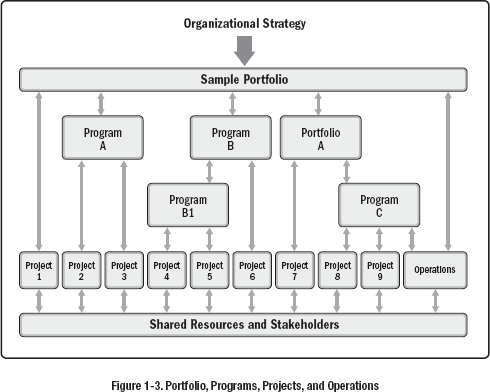 Organizational Strategy
Sample Portfolio
Program
A
Program
B
Portfolio
A
Program
B1
Program
C
Project
1
Project
2
Project
3
Project
4
Project
5
Project
6
Project
7
Project
8
Project
9
Operations
Shared Resources and Stakeholders
Figure 1-3. Portfolio, Programs, Projects, and Operations